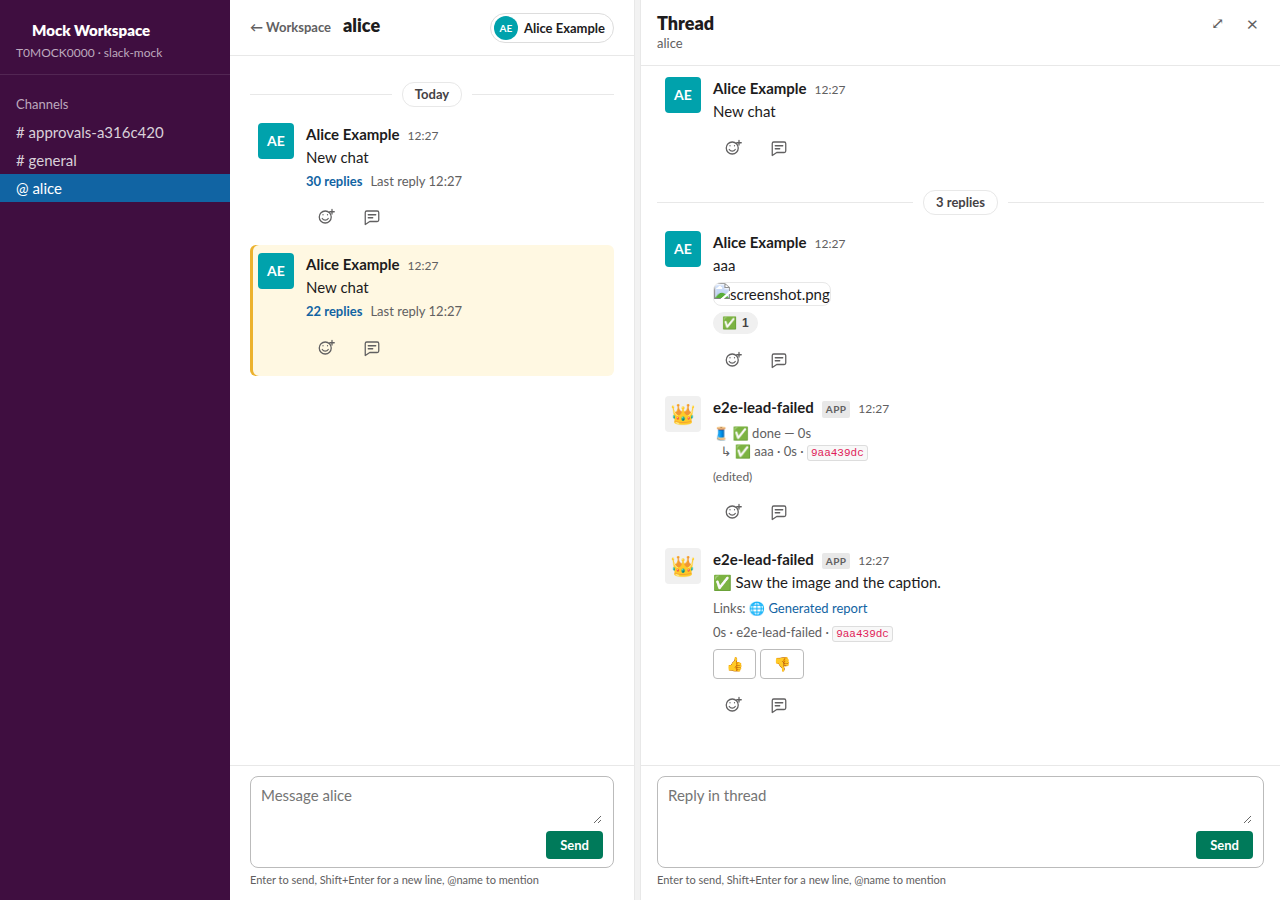 Mock Workspace
T0MOCK0000 · slack-mock
Channels
# approvals-a316c420
# general
@ alice
← Workspace alice
AE Alice Example
Today
AE Alice Example 12:27
New chat
30 replies Last reply 12:27
AE Alice Example 12:27
New chat
22 replies Last reply 12:27
Message alice
Send
Enter to send, Shift+Enter for a new line, @name to mention
Thread
alice
AE Alice Example 12:27
New chat
3 replies
AE Alice Example 12:27
aaa
screenshot.png
✅ 1
e2e-lead-failed APP 12:27
🧵 ✅ done — 0s
↳ ✅ aaa · 0s · 9aa439dc
(edited)
e2e-lead-failed APP 12:27
✅ Saw the image and the caption.
Links: 🌐 Generated report
0s · e2e-lead-failed · 9aa439dc
👍 👎
Reply in thread
Send
Enter to send, Shift+Enter for a new line, @name to mention